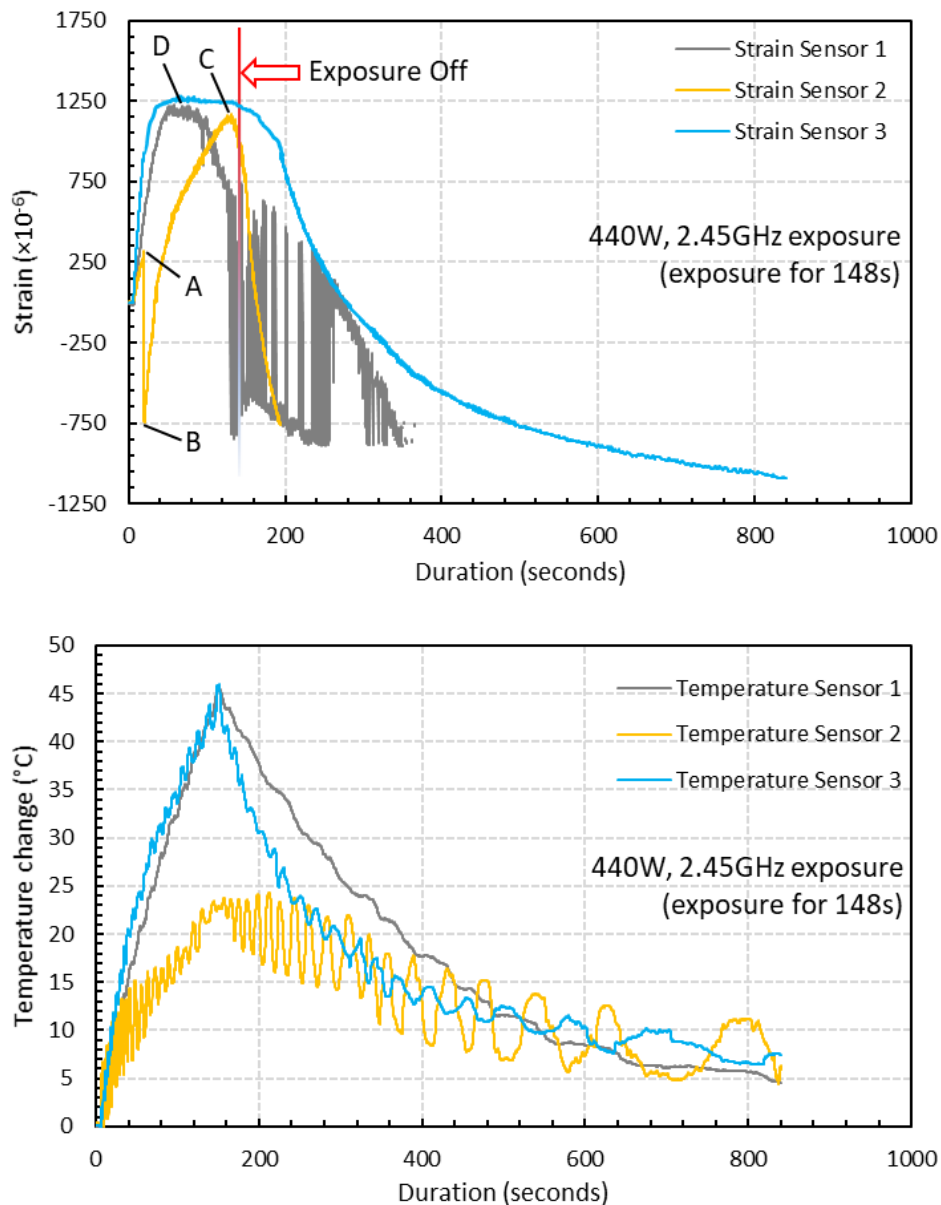 1750
1250
750
250
-250
-750
-1250
Strain (×10⁻⁶)
D
C
A
B
Exposure Off
Strain Sensor 1
Strain Sensor 2
Strain Sensor 3
440W, 2.45GHz exposure
(exposure for 148s)
0 200 400 600 800 1000
Duration (seconds)
50
45
40
35
30
25
20
15
10
5
0
Temperature change (°C)
Temperature Sensor 1
Temperature Sensor 2
Temperature Sensor 3
440W, 2.45GHz exposure
(exposure for 148s)
0 200 400 600 800 1000
Duration (seconds)